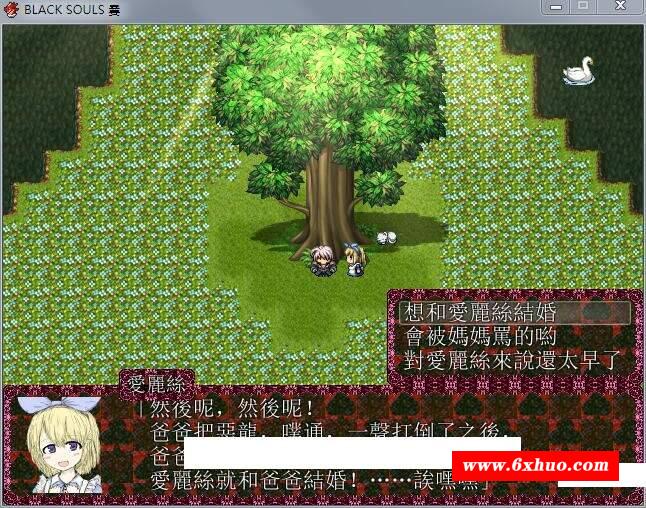 BLACK SOULS
想和愛麗絲結婚
會被媽媽罵的喲
對愛麗絲來說還太早了
愛麗絲
「然後呢,然後呢!
爸爸把惡龍,噗通,一聲打倒了之後,
爸爸
愛麗絲就和爸爸結婚!……誒嘿嘿」
www.6xhuo.com